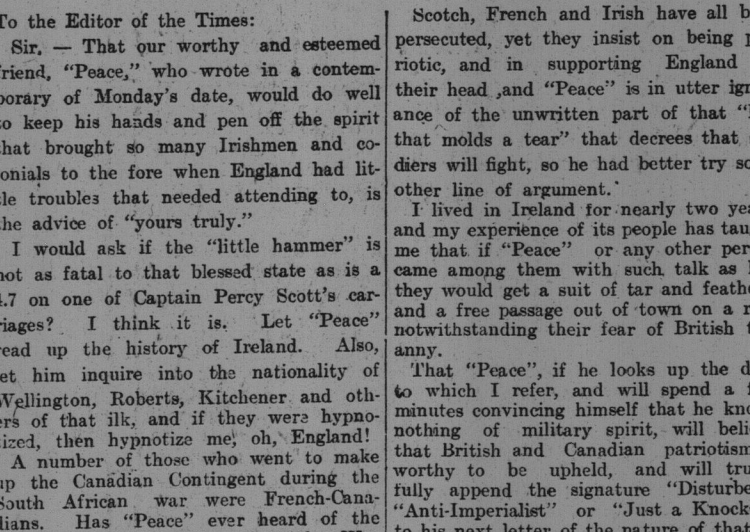 To the Editor of the Times:
Sir, — That our worthy and esteemed
friend, "Peace," who wrote in a contem-
porary of Monday's date, would do well
to keep his hands and pen off the spirit
that brought so many Irishmen and co-
lonials to the fore when England had lit-
tle troubles that needed attending to, is
the advice of "yours truly."
I would ask if the "little hammer" is
not as fatal to that blessed state as is a
4.7 on one of Captain Percy Scott's car-
riages? I think it is. Let "Peace"
read up the history of Ireland. Also,
let him inquire into the nationality of
Wellington, Roberts, Kitchener and oth-
ers of that ilk, and if they were hypno-
tized, then hypnotize me, oh, England!
A number of those who went to make
up the Canadian Contingent during the
South African war were French-Cana-
dians. Has "Peace" ever heard of the
Scotch, French and Irish have all
persecuted, yet they insist on being
riotic, and in supporting England
their head ,and "Peace" is in utter
ance of the unwritten part of that
that molds a tear" that decrees that
diers will fight, so he had better try
other line of argument.
I lived in Ireland for nearly two
and my experience of its people has
me that if "Peace" or any other
came among them with such talk as
they would get a suit of tar and
and a free passage out of town on a
notwithstanding their fear of British
anny.
That "Peace", if he looks up the
to which I refer, and will spend a
minutes convincing himself that he
nothing of military spirit, will
that British and Canadian patriotism
worthy to be upheld, and will
fully append the signature
"Anti-Imperialist" or "Just a
to his next letter of the nature of that